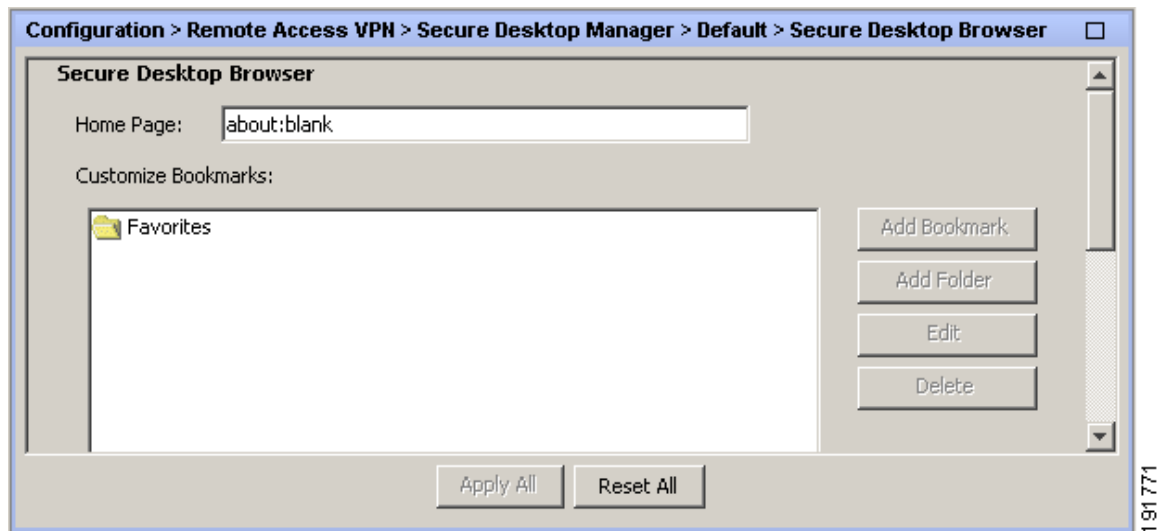 Configuration > Remote Access VPN > Secure Desktop Manager > Default > Secure Desktop Browser
Secure Desktop Browser
Home Page: about:blank
Customize Bookmarks:
Favorites
Add Bookmark
Add Folder
Edit
Delete
Apply All Reset All
191771